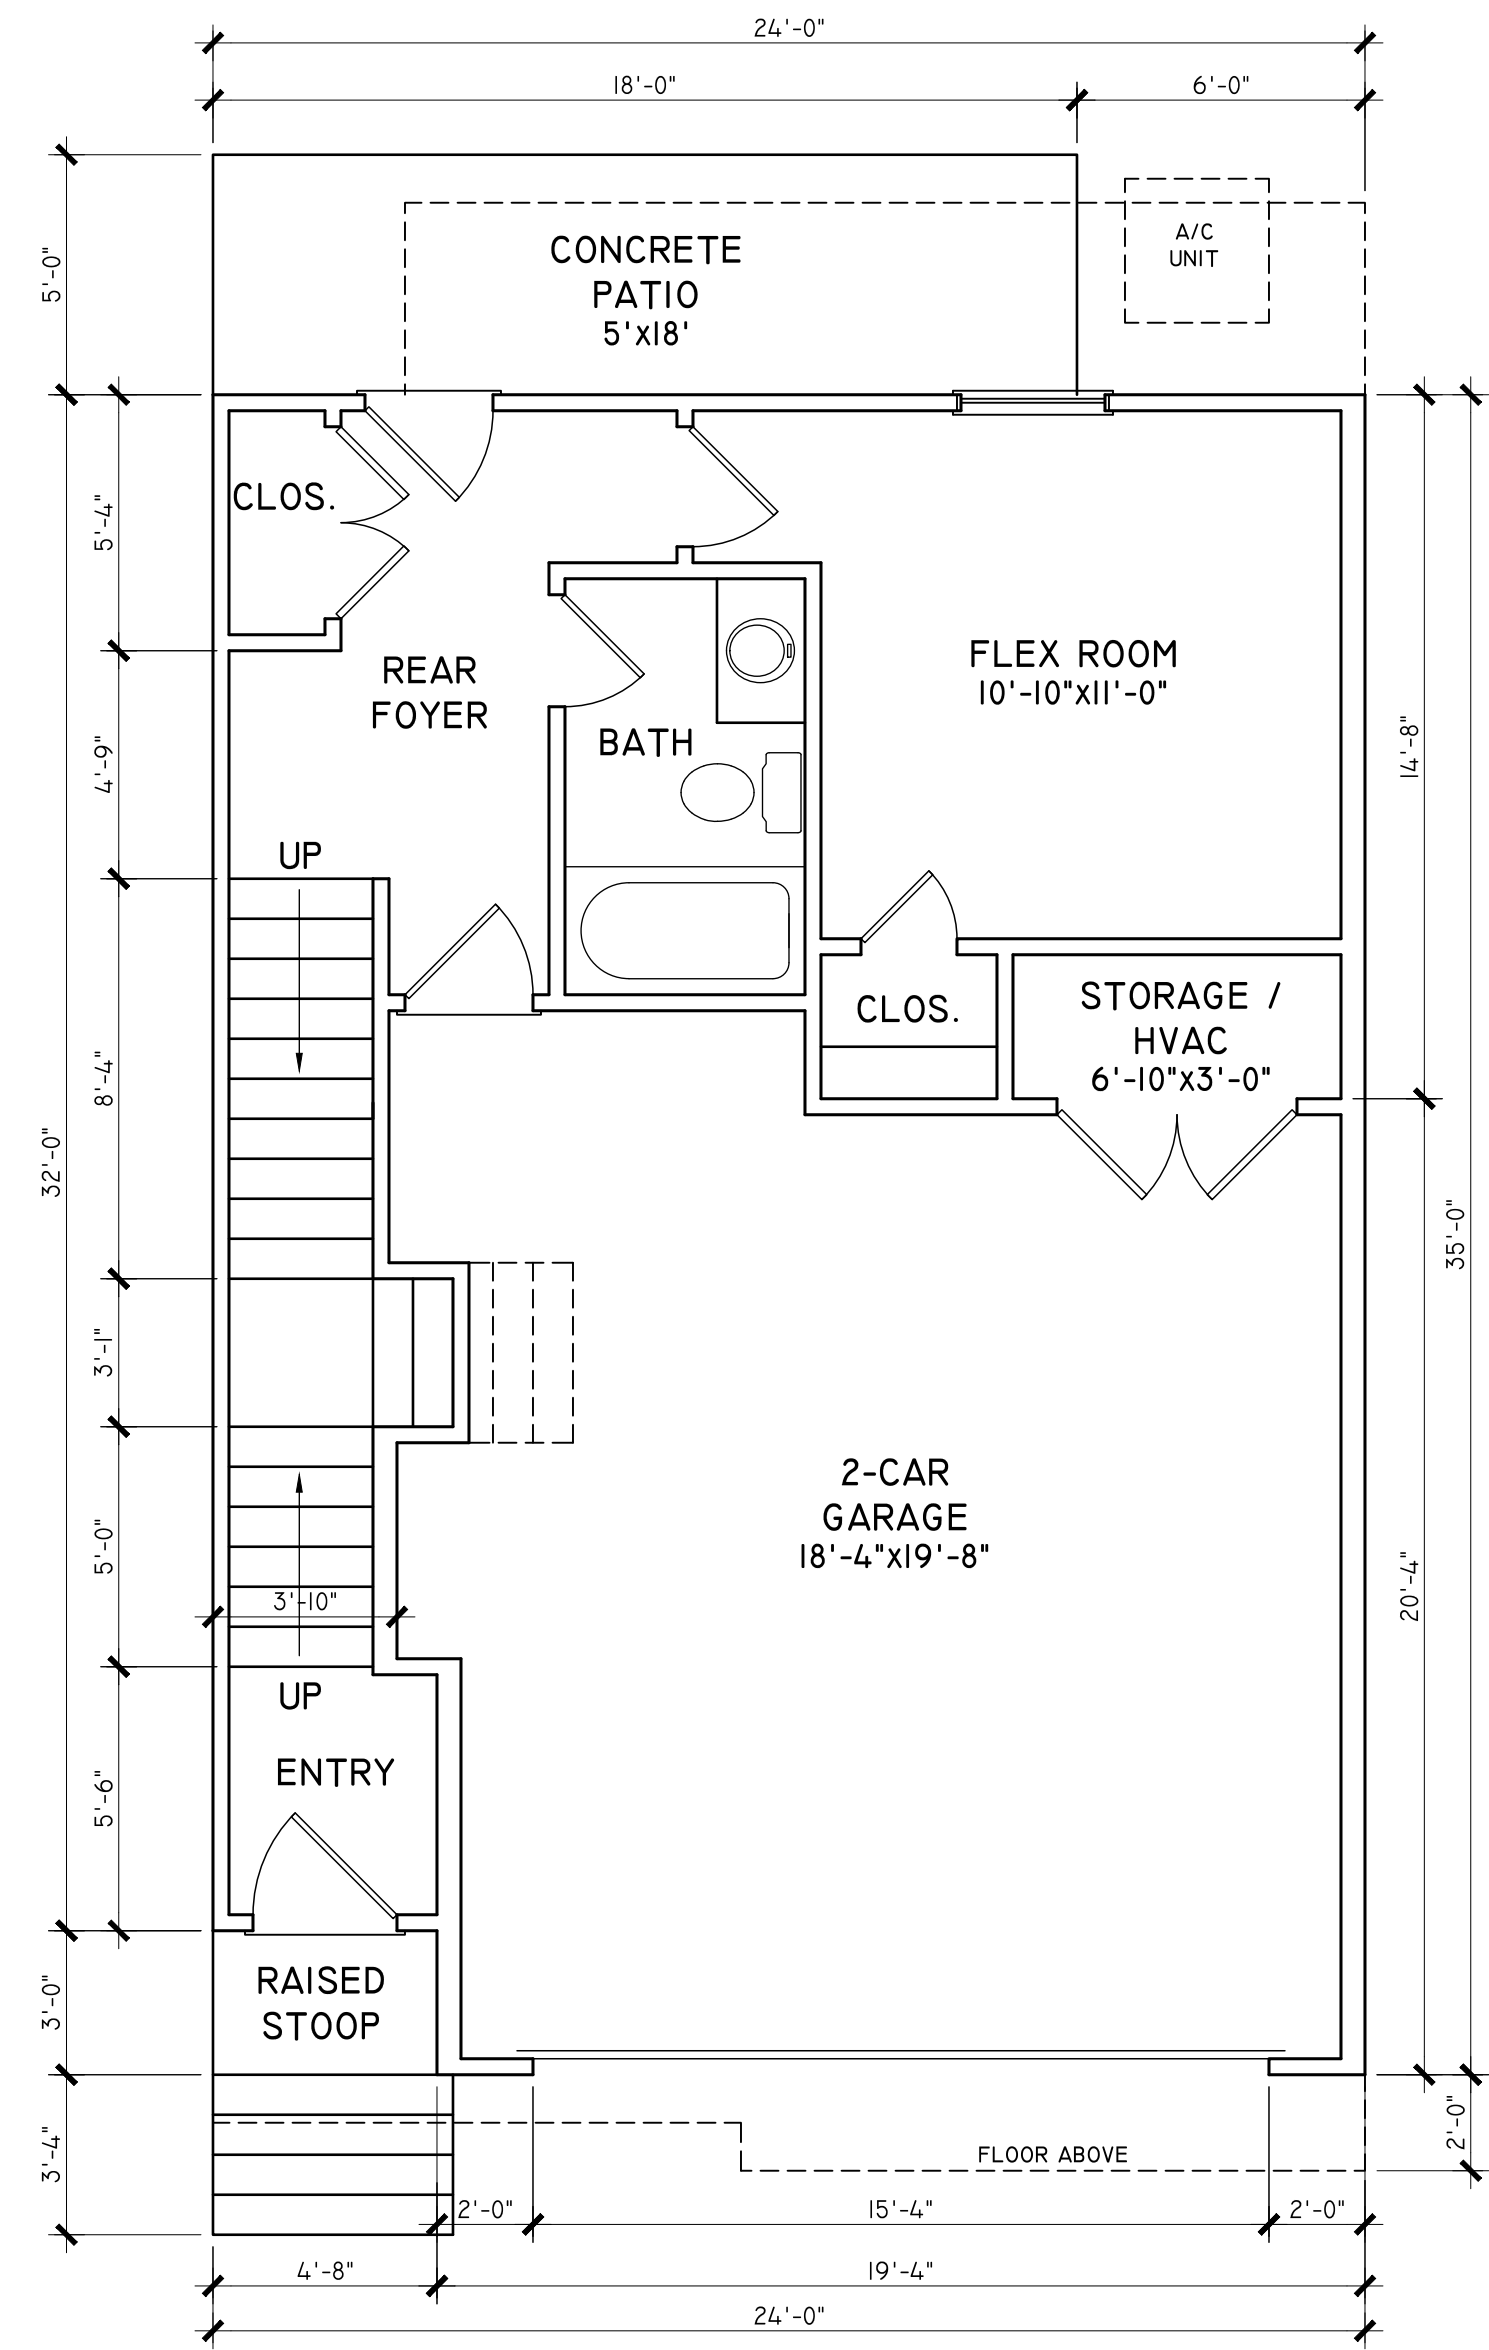 24'-0"
18'-0"
6'-0"
5'-0"
A/C
UNIT
CONCRETE
PATIO
5'x18'
CLOS.
5'-4"
REAR
FOYER
FLEX ROOM
10'-10"x11'-0"
BATH
4'-9"
14'-8"
UP
CLOS.
STORAGE /
HVAC
6'-10"x3'-0"
8'-4"
32'-0"
35'-0"
3'-1"
2-CAR
GARAGE
18'-4"x19'-8"
5'-0"
3'-10"
20'-4"
UP
ENTRY
5'-6"
RAISED
STOOP
3'-0"
3'-4"
2'-0"
FLOOR ABOVE
2'-0"
15'-4"
2'-0"
4'-8"
19'-4"
24'-0"